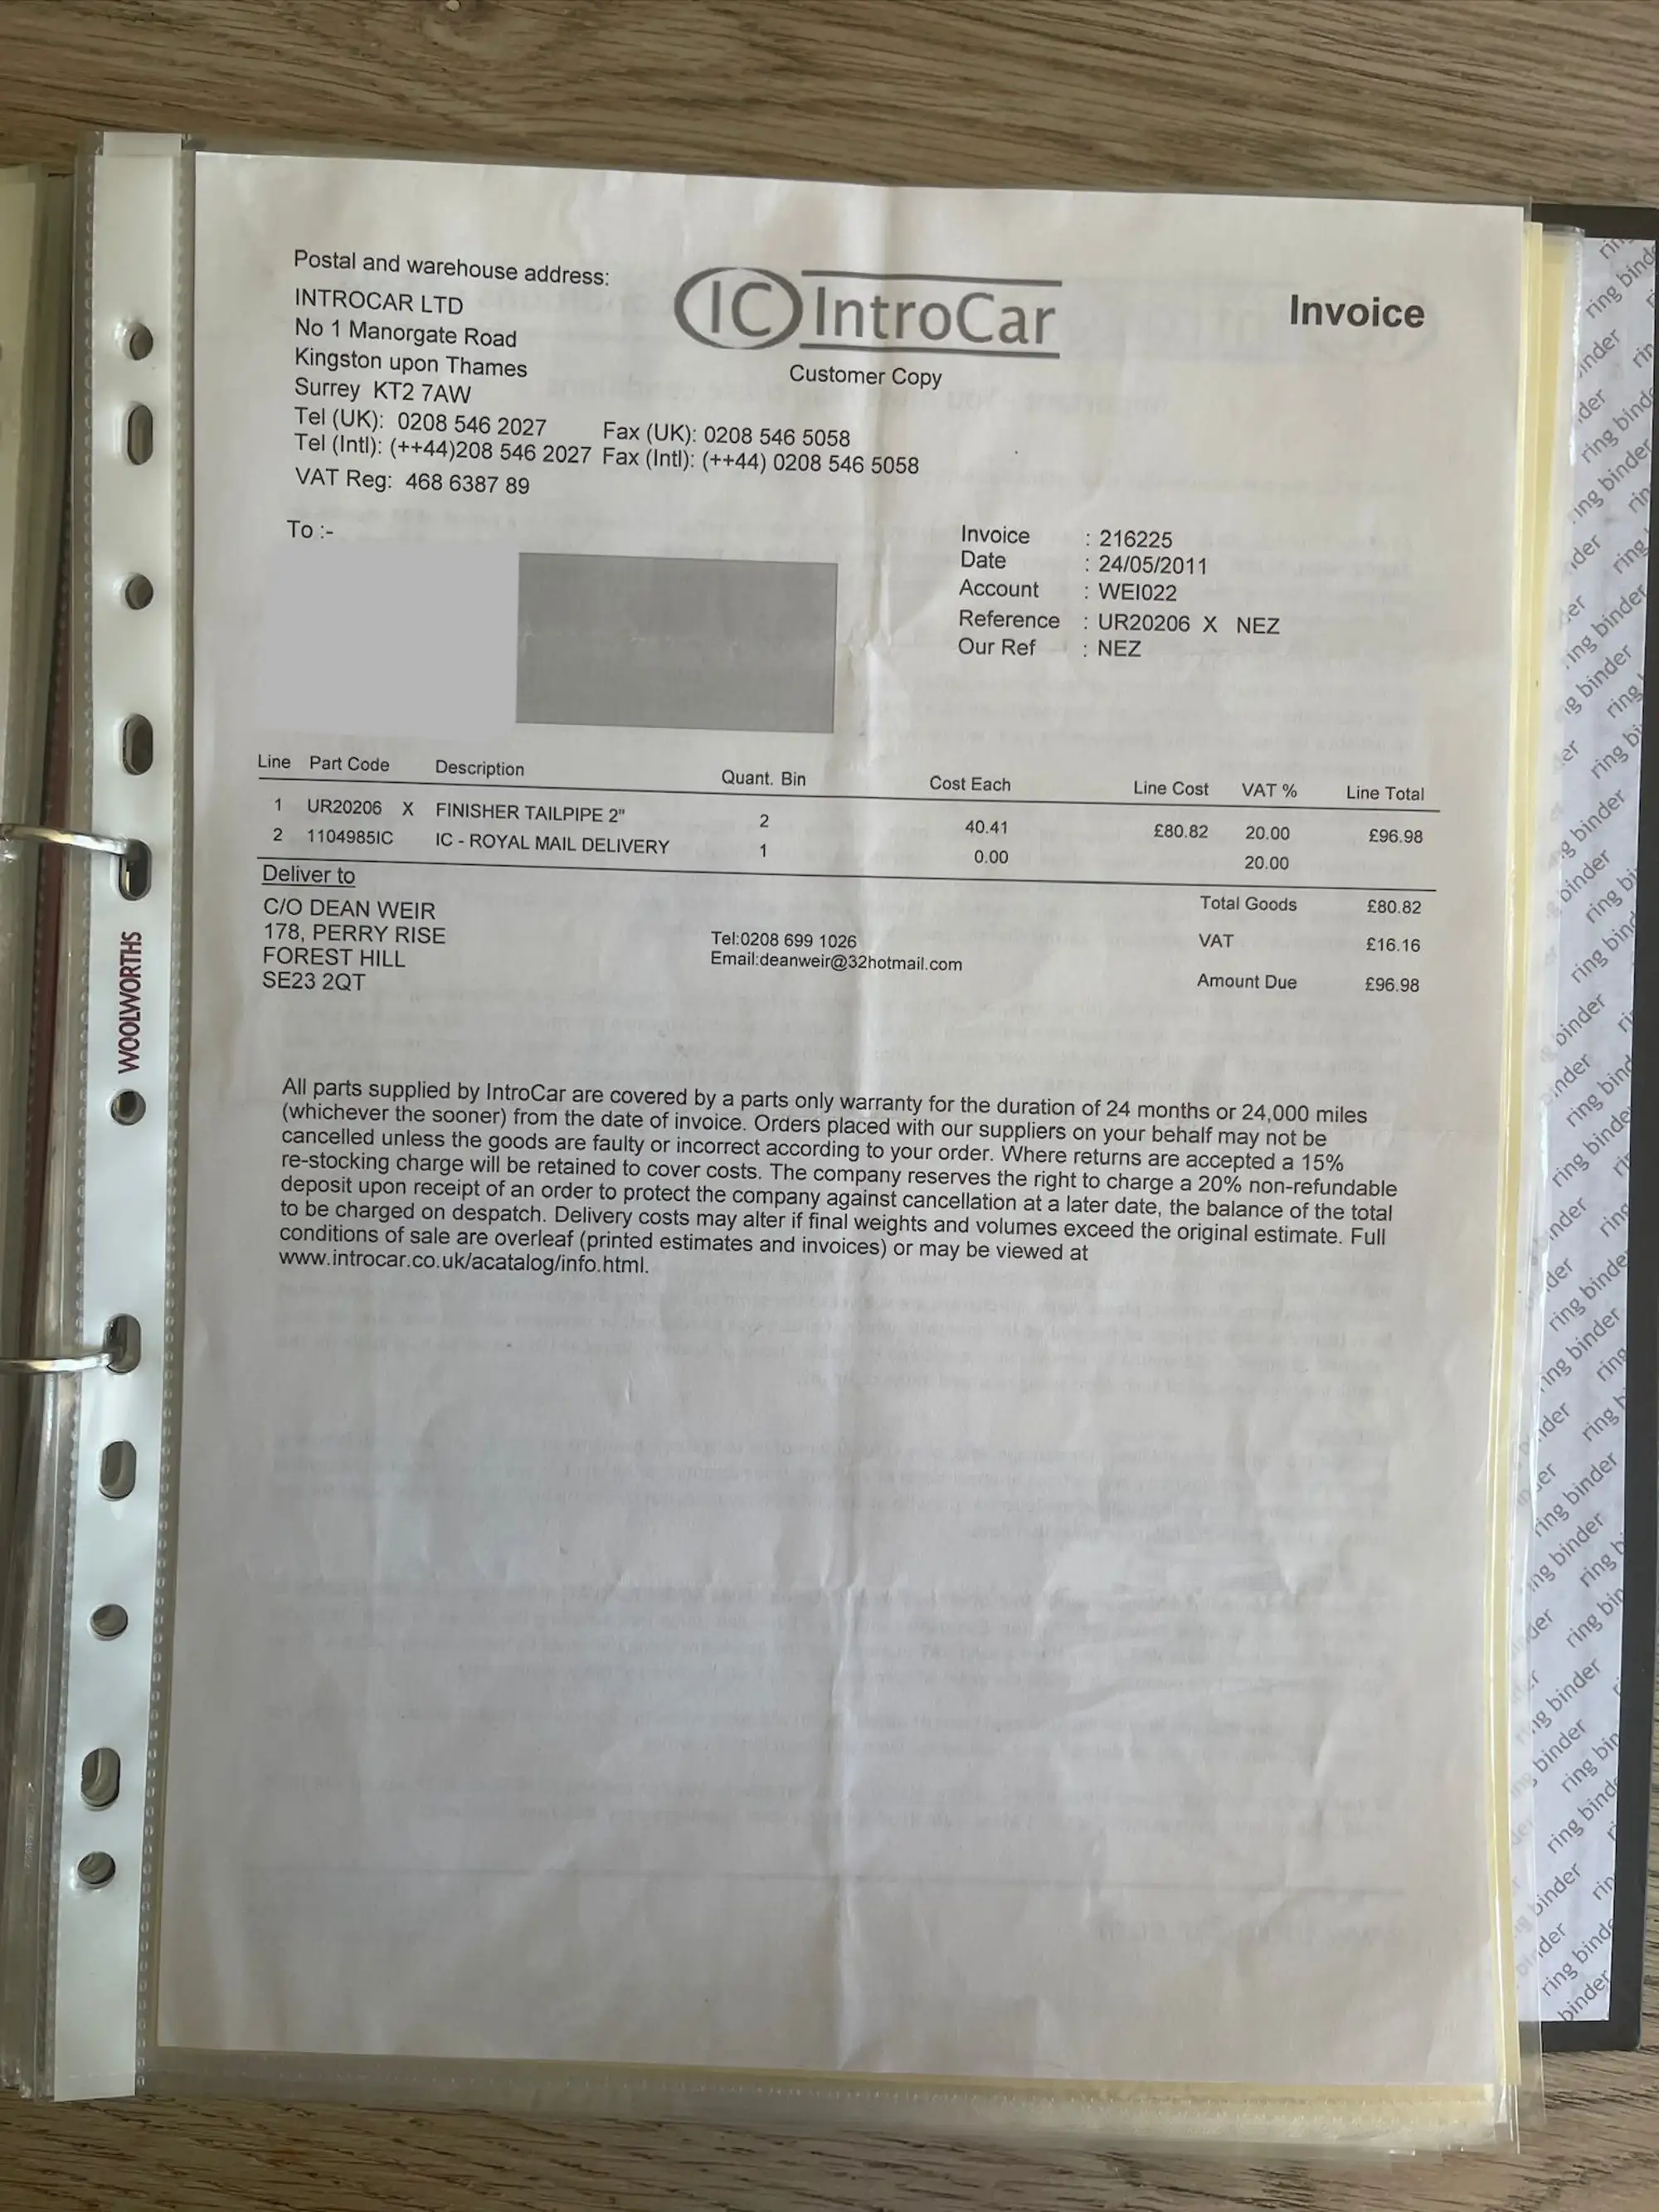 Postal and warehouse address:
INTROCAR LTD
No 1 Manorgate Road
Kingston upon Thames
Surrey KT2 7AW
Tel (UK): 0208 546 2027 Fax (UK): 0208 546 5058
Tel (Intl): (++44)208 546 2027 Fax (Intl): (++44) 0208 546 5058
VAT Reg: 468 6387 89
IC IntroCar
Customer Copy
Invoice
To :-
Invoice : 216225
Date : 24/05/2011
Account : WEI022
Reference : UR20206 X NEZ
Our Ref : NEZ
Line Part Code Description Quant. Bin Cost Each Line Cost VAT % Line Total
1 UR20206 X FINISHER TAILPIPE 2" 2 40.41 £80.82 20.00 £96.98
2 1104985IC IC - ROYAL MAIL DELIVERY 1 0.00 20.00
Deliver to
C/O DEAN WEIR
178, PERRY RISE
FOREST HILL
SE23 2QT
Tel:0208 699 1026
Email:deanweir@32hotmail.com
Total Goods £80.82
VAT £16.16
Amount Due £96.98
All parts supplied by IntroCar are covered by a parts only warranty for the duration of 24 months or 24,000 miles
(whichever the sooner) from the date of invoice. Orders placed with our suppliers on your behalf may not be
cancelled unless the goods are faulty or incorrect according to your order. Where returns are accepted a 15%
re-stocking charge will be retained to cover costs. The company reserves the right to charge a 20% non-refundable
deposit upon receipt of an order to protect the company against cancellation at a later date, the balance of the total
to be charged on despatch. Delivery costs may alter if final weights and volumes exceed the original estimate. Full
conditions of sale are overleaf (printed estimates and invoices) or may be viewed at
www.introcar.co.uk/acatalog/info.html.
WOOLWORTHS
ring binder